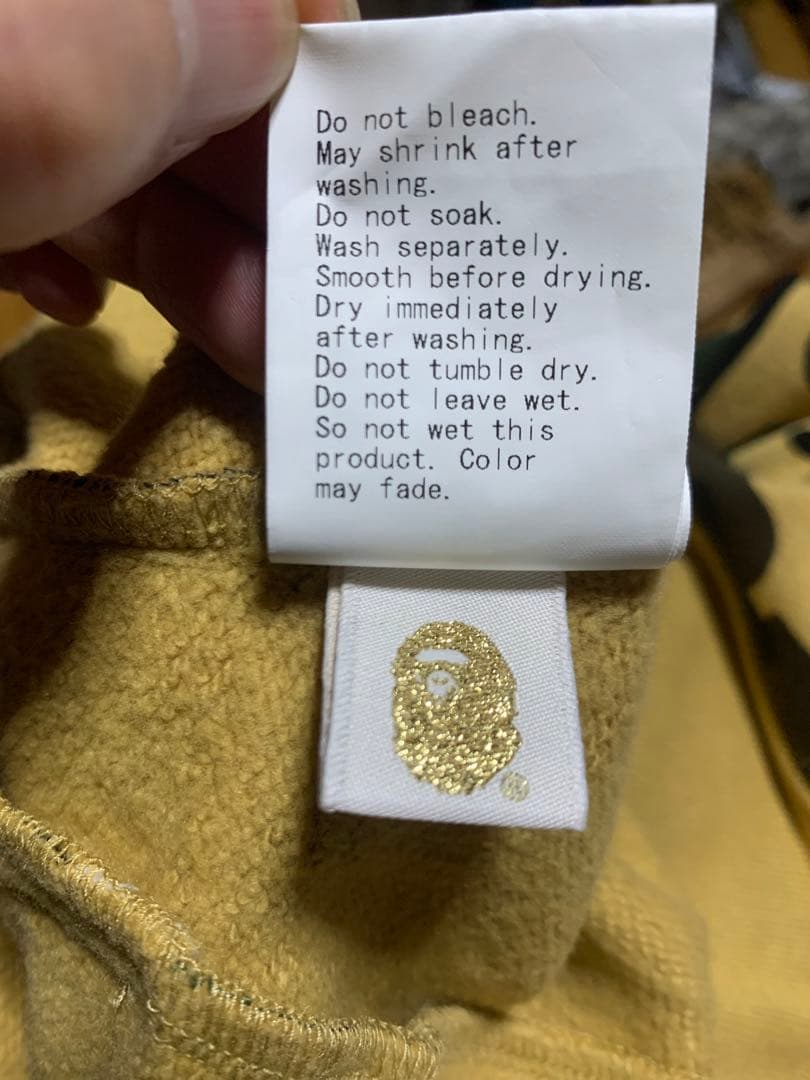 Do not bleach.
May shrink after
washing.
Do not soak.
Wash separately.
Smooth before drying.
Dry immediately
after washing.
Do not tumble dry.
Do not leave wet.
So not wet this
product. Color
may fade.